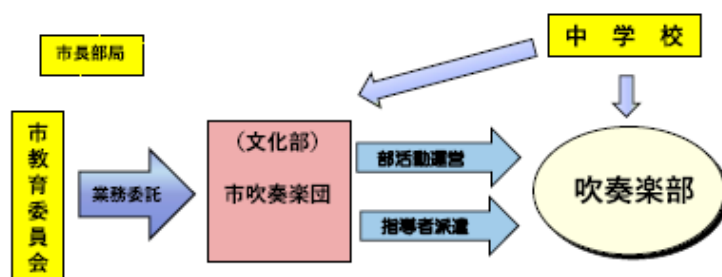 市長部局
中学校
市教育委員会
業務委託
（文化部）
市吹奏楽団
部活動運営
指導者派遣
吹奏楽部